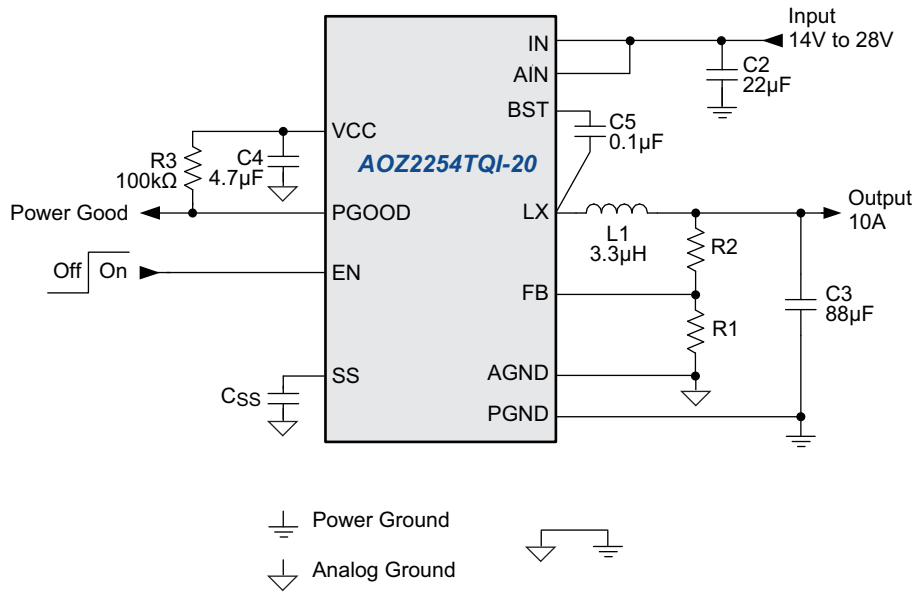 Input
14V to 28V
IN
AIN
C2
22µF
BST
C5
0.1µF
VCC
R3
100kΩ
C4
4.7µF
AOZ2254TQI-20
Power Good
PGOOD
LX
Output
10A
L1
3.3µH
R2
Off
On
EN
FB
C3
88µF
R1
SS
CSS
AGND
PGND
Power Ground
Analog Ground